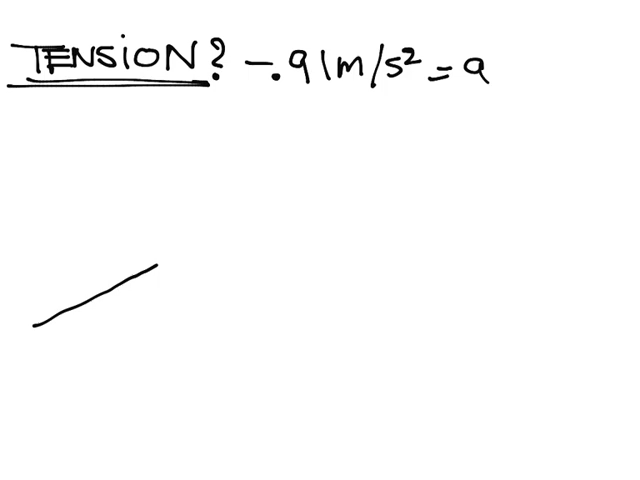 TENSION? -.91m/s² = a